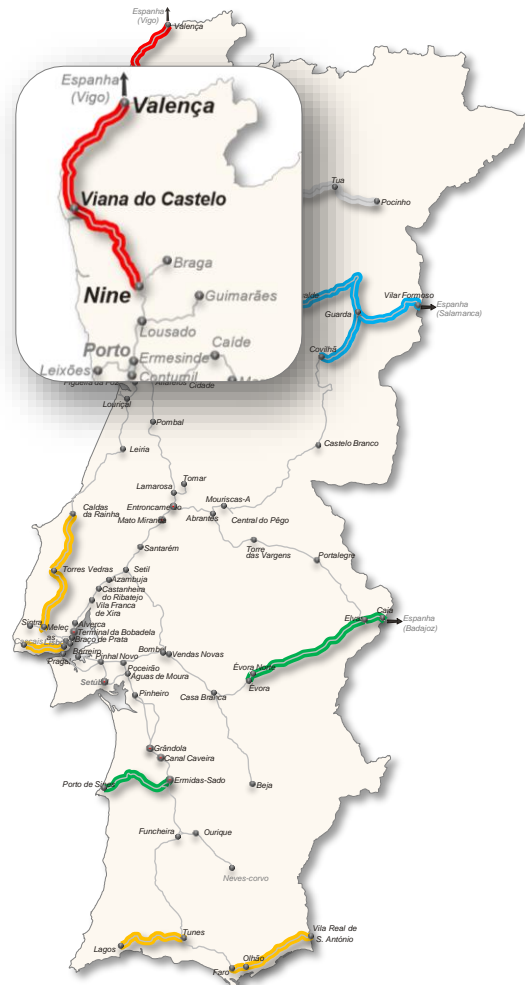 Espanha
(Vigo)
Valença
Espanha
(Vigo)
Valença
Viana do Castelo
Nine
Braga
Guimarães
Lousado
Porto
Ermesinde
Caíde
Leixões
Contumil
Tua
Pocinho
Vilar Formoso
Espanha
(Salamanca)
Guarda
Covilhã
Cidade
Louriçal
Pombal
Leiria
Castelo Branco
Tomar
Lamarosa
Entroncamento
Mato Miranda
Mouriscas-A
Abrantes
Central do Pêgo
Caldas
da Rainha
Santarém
Torre
das Vargens
Portalegre
Torres Vedras
Setil
Azambuja
Castanheira
do Ribatejo
Vila Franca
de Xira
Sintra
Meleças
Alverca
Terminal da Bobadela
Braço de Prata
Cascais
Lisboa
Barreiro
Pragal
Pinhal Novo
Bombel
Vendas Novas
Poceirão
Águas de Moura
Setúbal
Pinheiro
Casa Branca
Évora Norte
Évora
Elvas
Caia
Espanha
(Badajoz)
Grândola
Canal Caveira
Porto de Sines
Ermidas-Sado
Beja
Funcheira
Ourique
Neves-corvo
Lagos
Tunes
Faro
Olhão
Vila Real de
S. António